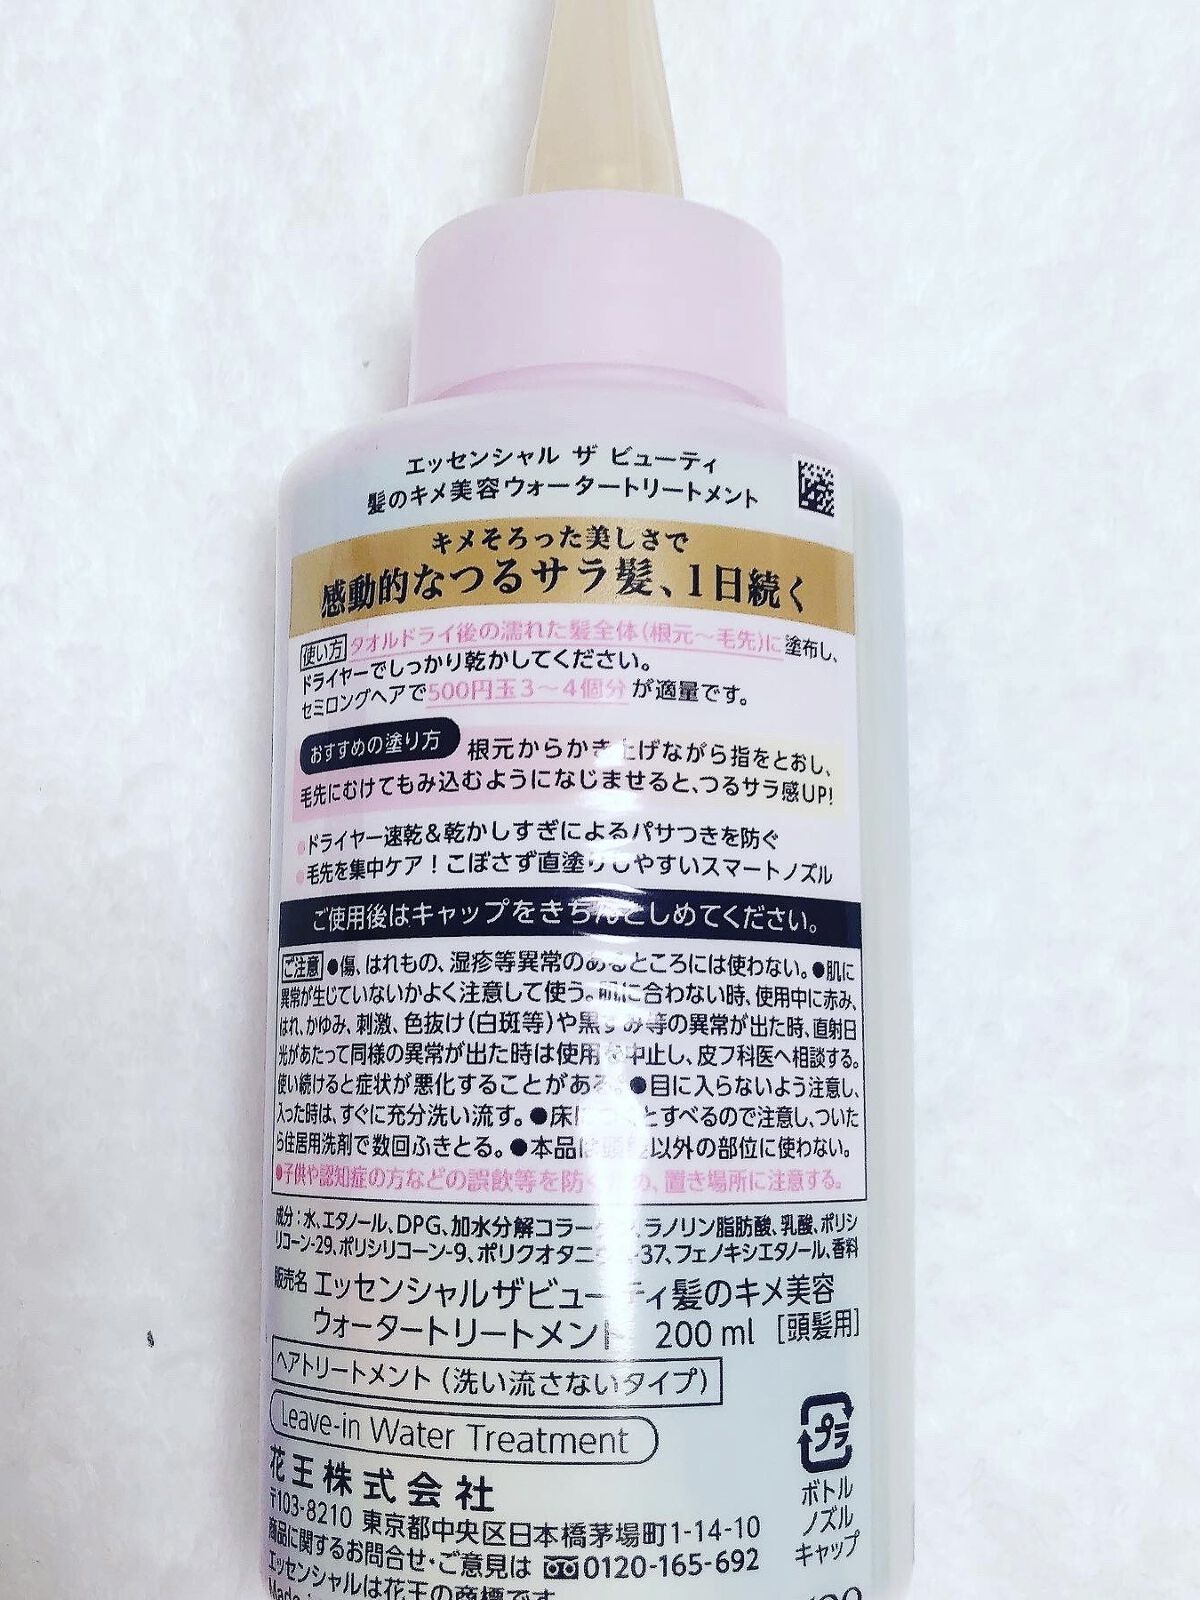 エッセンシャル ザ ビューティ
髪のキメ美容ウォータートリートメント
キメそろった美しさで
感動的なつるサラ髪、1日続く
使い方 タオルドライ後の濡れた髪全体(根元～毛先)に塗布し、
ドライヤーでしっかり乾かしてください。
セミロングヘアで500円玉3～4個分が適量です。
おすすめの塗り方 根元からかき上げながら指をとおし、
毛先にむけてもみ込むようになじませると、つるサラ感UP!
●ドライヤー速乾&乾かしすぎによるパサつきを防ぐ
●毛先を集中ケア！こぼさず直塗りしやすいスマートノズル
ご使用後はキャップをきちんとしめてください。
ご注意 ●傷、はれもの、湿疹等異常のあるところには使わない。●肌に
異常が生じていないかよく注意して使う。肌に合わない時、使用中に赤み、
はれ、かゆみ、刺激、色抜け(白斑等)や黒ずみ等の異常が出た時、直射日
光があたって同様の異常が出た時は使用を中止し、皮フ科医へ相談する。
使い続けると症状が悪化することがある。●目に入らないよう注意し、
入った時は、すぐに充分洗い流す。●床に とすべるので注意し、ついた
ら住居用洗剤で数回ふきとる。●本品は頭髪以外の部位に使わない。
●子供や認知症の方などの誤飲等を防ぐため、置き場所に注意する。
成分：水、エタノール、DPG、加水分解コラーゲン、ラノリン脂肪酸、乳酸、ポリシ
リコーン-29、ポリシリコーン-9、ポリクオタニウム-37、フェノキシエタノール、香料
販売名 エッセンシャルザビューティ髪のキメ美容
ウォータートリートメント 200ml [頭髪用]
ヘアトリートメント(洗い流さないタイプ)
Leave-in Water Treatment
プラ
ボトル
ノズル
キャップ
花王株式会社
〒103-8210 東京都中央区日本橋茅場町1-14-10
商品に関するお問合せ・ご意見は 0120-165-692
エッセンシャルは花王の商標です